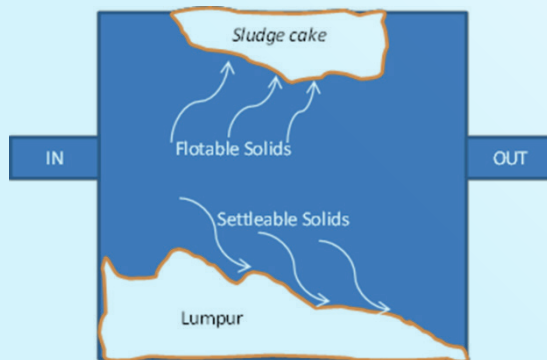 Sludge cake
Flotable Solids
IN
OUT
Settleable Solids
Lumpur